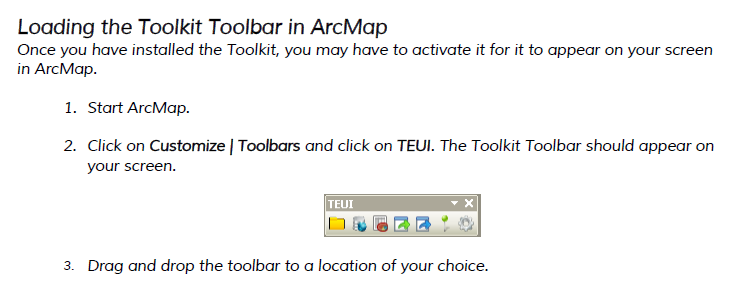 Loading the Toolkit Toolbar in ArcMap
Once you have installed the Toolkit, you may have to activate it for it to appear on your screen
in ArcMap.
1. Start ArcMap.
2. Click on Customize | Toolbars and click on TEUI. The Toolkit Toolbar should appear on
your screen.
TEUI
3. Drag and drop the toolbar to a location of your choice.